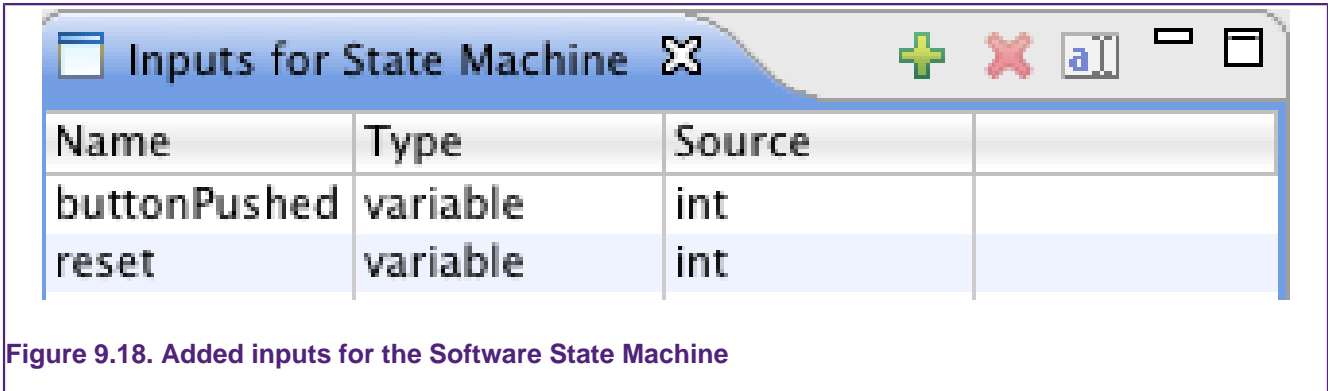 Inputs for State Machine
Name Type Source
buttonPushed variable int
reset variable int
Figure 9.18. Added inputs for the Software State Machine